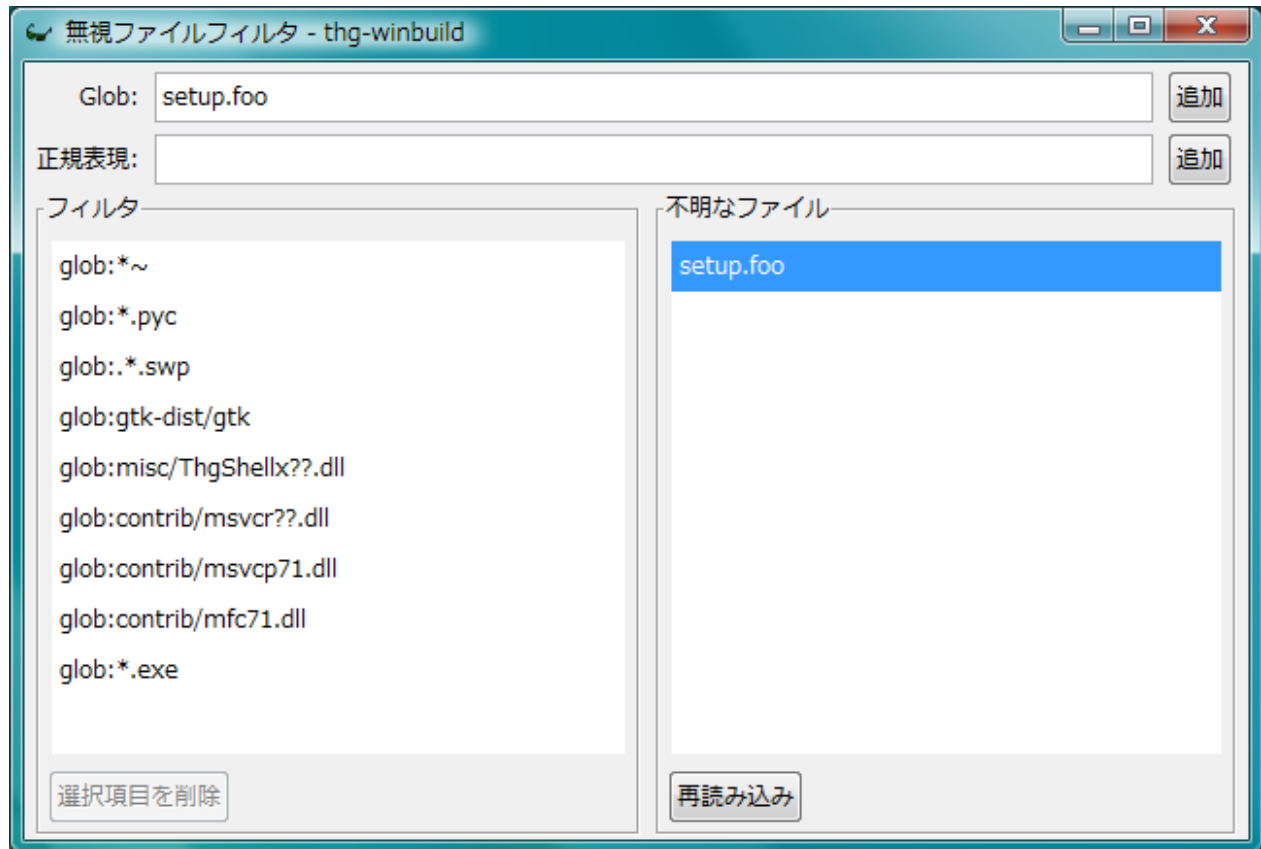 無視ファイルフィルタ - thg-winbuild
Glob: setup.foo 追加
正規表現: 追加
フィルタ
glob:*~
glob:*.pyc
glob:.*.swp
glob:gtk-dist/gtk
glob:misc/ThgShellx??.dll
glob:contrib/msvcr??.dll
glob:contrib/msvcp71.dll
glob:contrib/mfc71.dll
glob:*.exe
選択項目を削除
不明なファイル
setup.foo
再読み込み